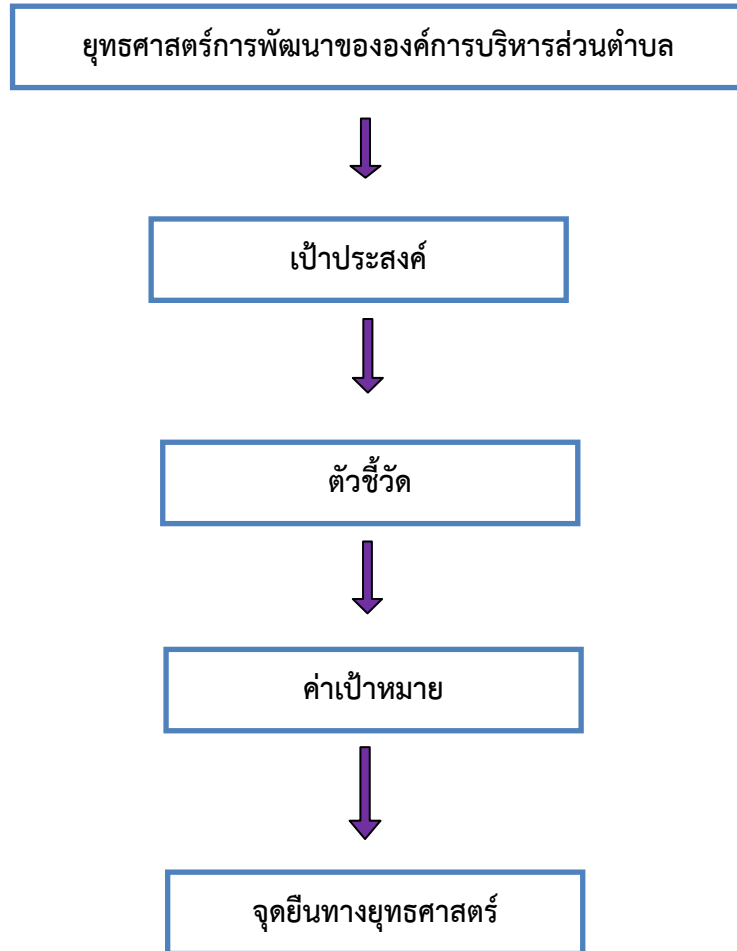 ยุทธศาสตร์การพัฒนาขององค์การบริหารส่วนตำบล
เป้าประสงค์
ตัวชี้วัด
ค่าเป้าหมาย
จุดยืนทางยุทธศาสตร์